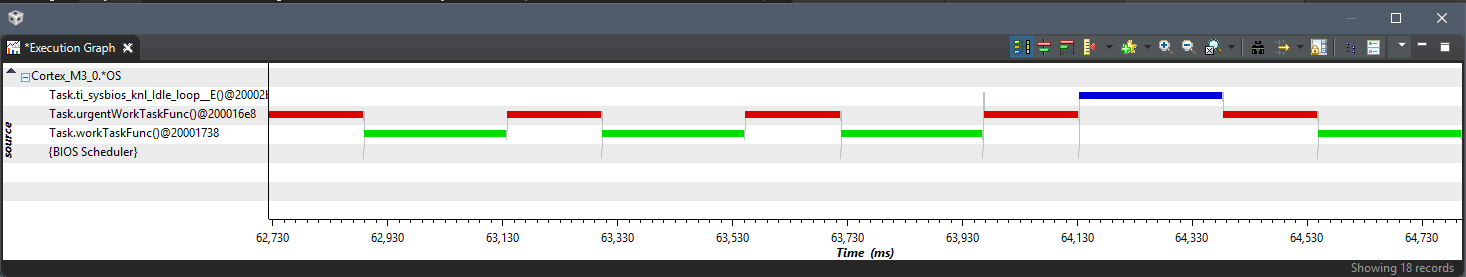 *Execution Graph
Cortex_M3_0.*OS
Task.ti_sysbios_knl_Idle_loop__E()@20002b
Task.urgentWorkTaskFunc()@200016e8
Task.workTaskFunc()@20001738
{BIOS Scheduler}
source
62,730 62,930 63,130 63,330 63,530 63,730 63,930 64,130 64,330 64,530 64,730
Time (ms)
Showing 18 records